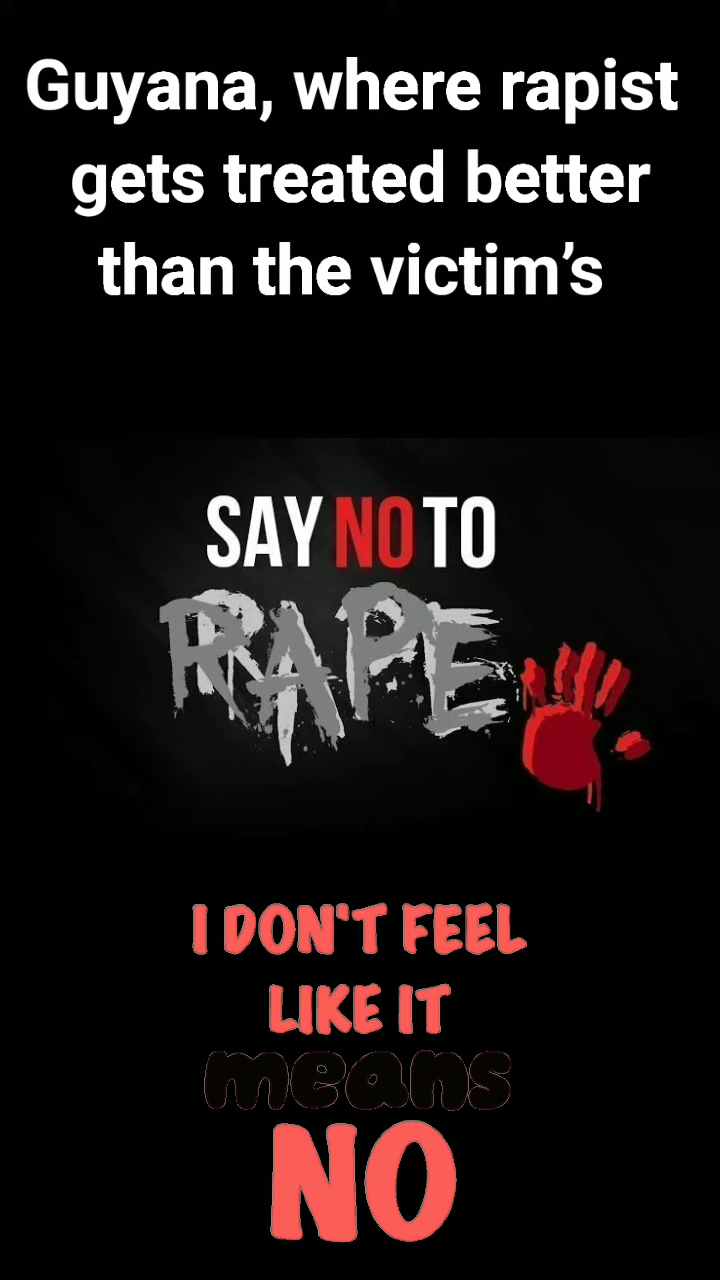 Guyana, where rapist
gets treated better
than the victim’s
SAY NO TO
RAPE
I DON'T FEEL
LIKE IT
means
NO